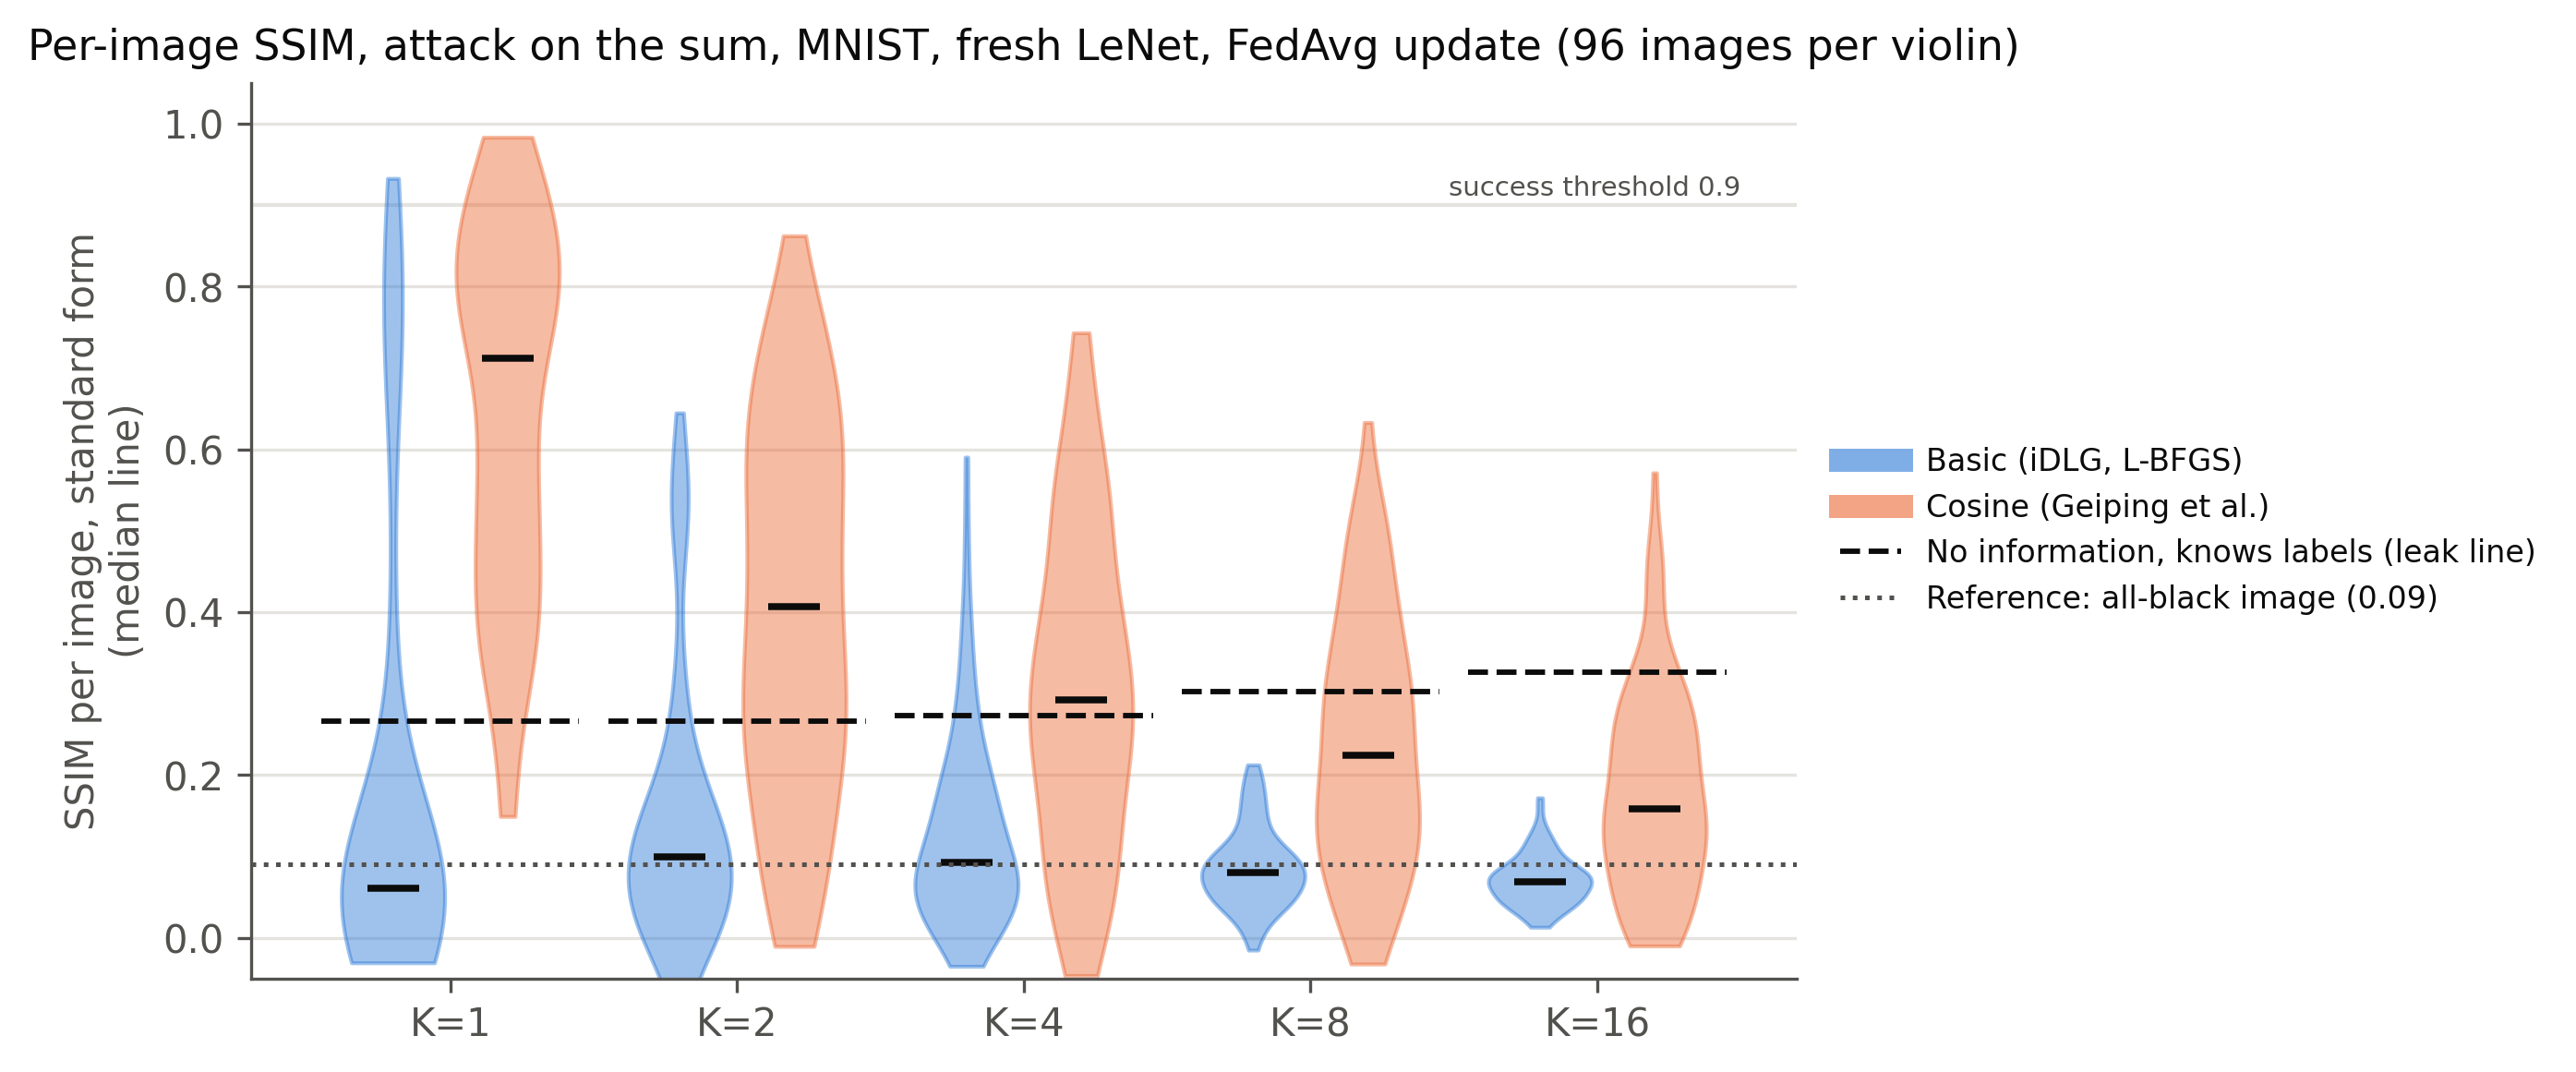 Per-image SSIM, attack on the sum, MNIST, fresh LeNet, FedAvg update (96 images per violin)
SSIM per image, standard form
(median line)
1.0
0.8
0.6
0.4
0.2
0.0
success threshold 0.9
K=1
K=2
K=4
K=8
K=16
Basic (iDLG, L-BFGS)
Cosine (Geiping et al.)
No information, knows labels (leak line)
Reference: all-black image (0.09)